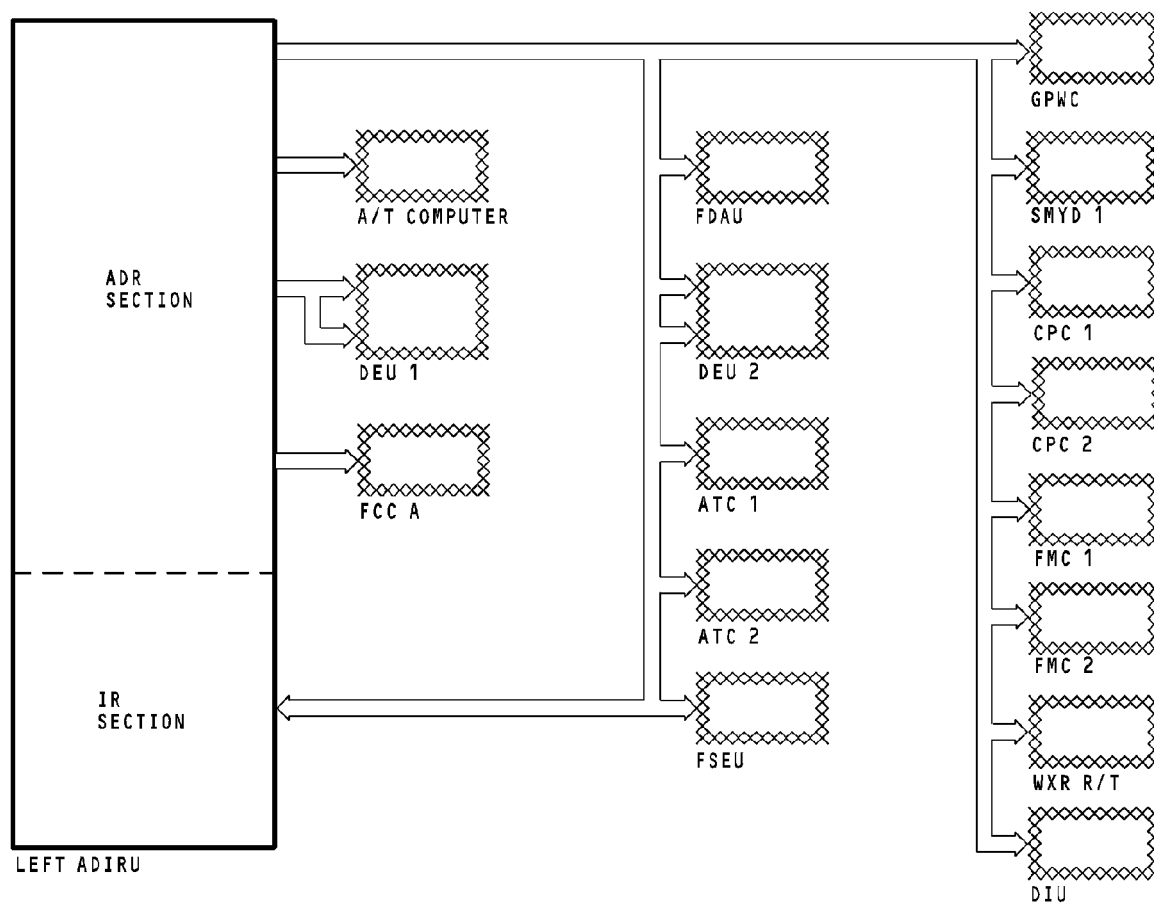 GPWC
A/T COMPUTER
FDAU
SMYD 1
ADR
SECTION
DEU 1
DEU 2
CPC 1
CPC 2
FCC A
ATC 1
FMC 1
ATC 2
FMC 2
IR
SECTION
FSEU
WXR R/T
LEFT ADIRU
DIU